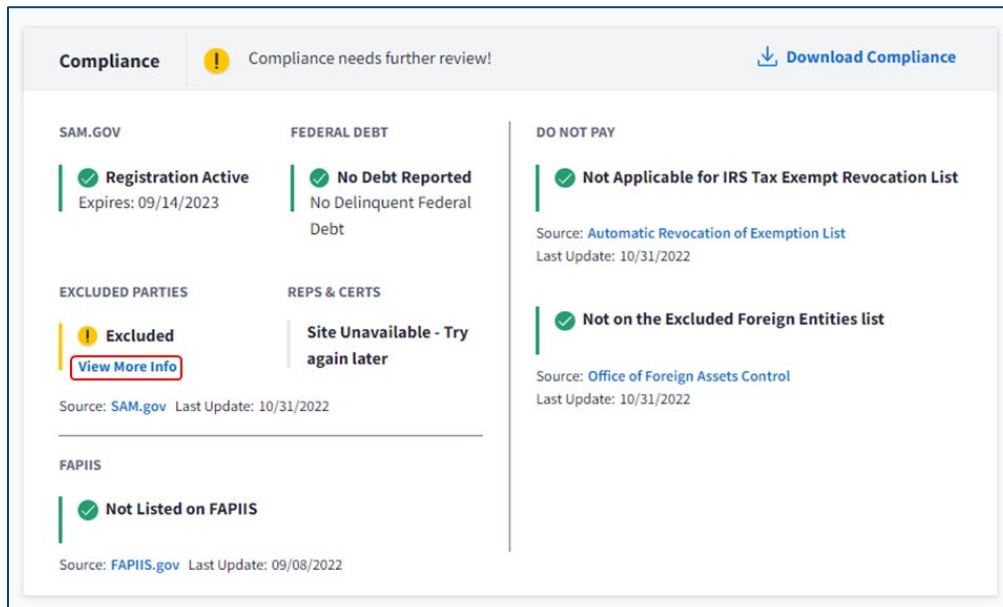 Compliance
Compliance needs further review!
Download Compliance
SAM.GOV
Registration Active
Expires: 09/14/2023
FEDERAL DEBT
No Debt Reported
No Delinquent Federal
Debt
EXCLUDED PARTIES
Excluded
View More Info
REPS & CERTS
Site Unavailable - Try
again later
Source: SAM.gov Last Update: 10/31/2022
FAPIIS
Not Listed on FAPIIS
Source: FAPIIS.gov Last Update: 09/08/2022
DO NOT PAY
Not Applicable for IRS Tax Exempt Revocation List
Source: Automatic Revocation of Exemption List
Last Update: 10/31/2022
Not on the Excluded Foreign Entities list
Source: Office of Foreign Assets Control
Last Update: 10/31/2022